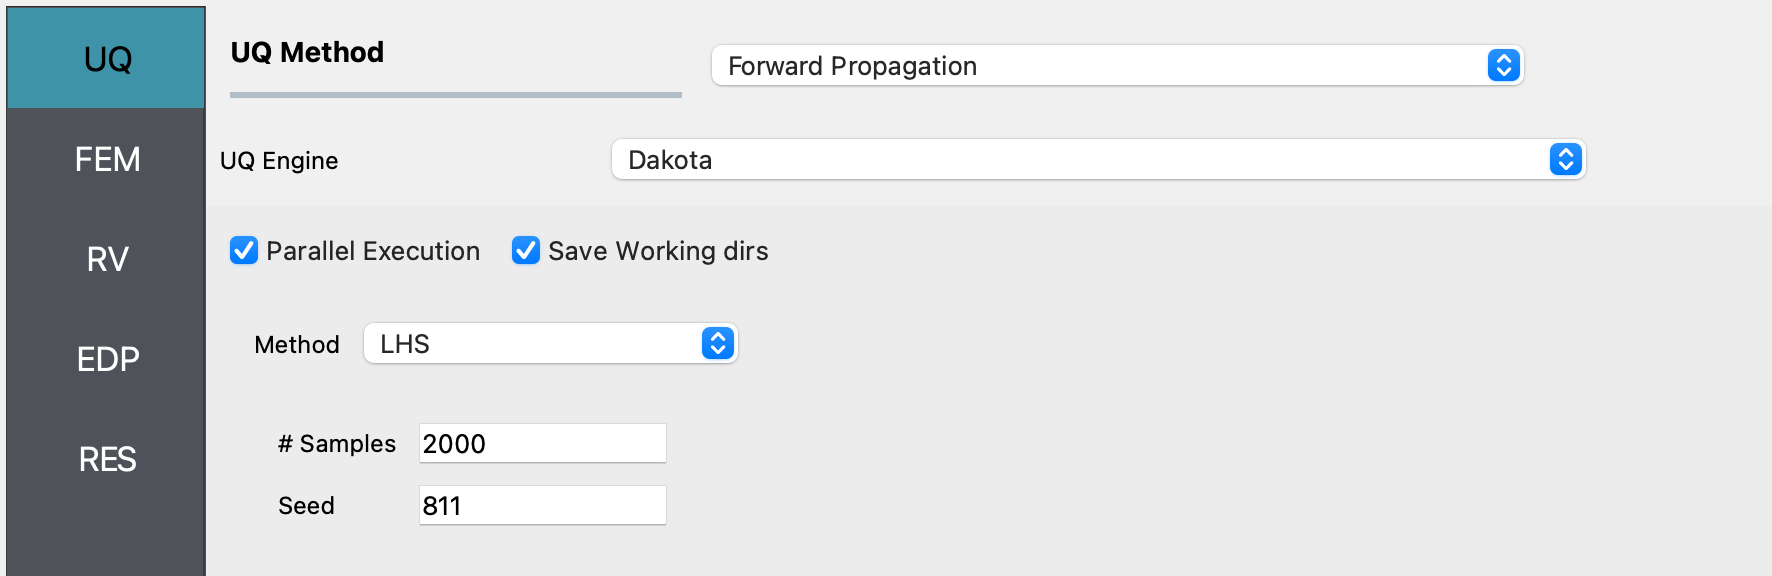 UQ
FEM
RV
EDP
RES
UQ Method
Forward Propagation
UQ Engine
Dakota
Parallel Execution
Save Working dirs
Method
LHS
# Samples
2000
Seed
811